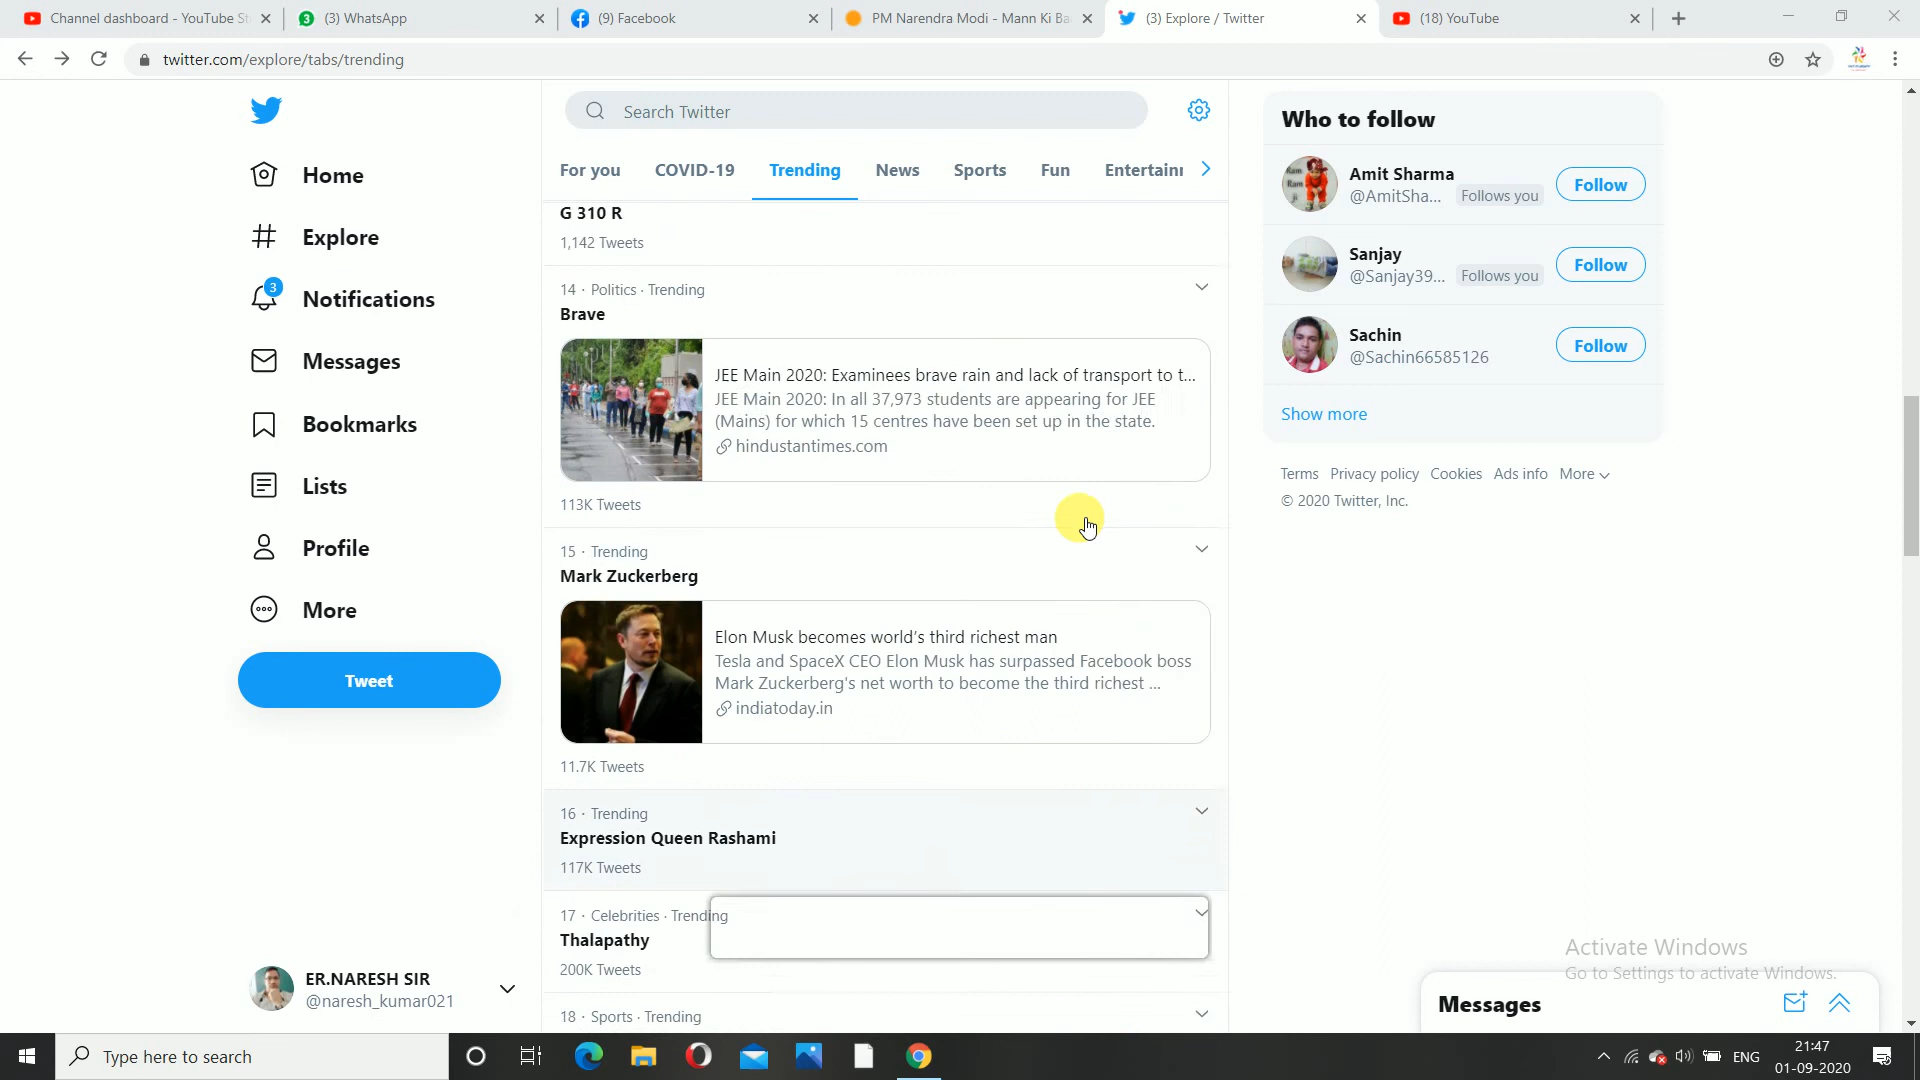 Channel dashboard - YouTube St
(3) WhatsApp
(9) Facebook
PM Narendra Modi - Mann Ki Ba
(3) Explore / Twitter
(18) YouTube
twitter.com/explore/tabs/trending
Home
Explore
3
Notifications
Messages
Bookmarks
Lists
Profile
More
Tweet
ER.NARESH SIR
@naresh_kumar021
Search Twitter
For you COVID-19 Trending News Sports Fun Entertainn
G 310 R
1,142 Tweets
14 · Politics · Trending
Brave
JEE Main 2020: Examinees brave rain and lack of transport to t...
JEE Main 2020: In all 37,973 students are appearing for JEE
(Mains) for which 15 centres have been set up in the state.
hindustantimes.com
113K Tweets
15 · Trending
Mark Zuckerberg
Elon Musk becomes world's third richest man
Tesla and SpaceX CEO Elon Musk has surpassed Facebook boss
Mark Zuckerberg's net worth to become the third richest ...
indiatoday.in
11.7K Tweets
16 · Trending
Expression Queen Rashami
117K Tweets
17 · Celebrities · Trending
Thalapathy
200K Tweets
18 · Sports · Trending
Who to follow
Amit Sharma
@AmitSha... Follows you
Follow
Sanjay
@Sanjay39... Follows you
Follow
Sachin
@Sachin66585126
Follow
Show more
Terms Privacy policy Cookies Ads info More
© 2020 Twitter, Inc.
Activate Windows
Go to Settings to activate Windows.
Messages
Type here to search
ENG
21:47
01-09-2020